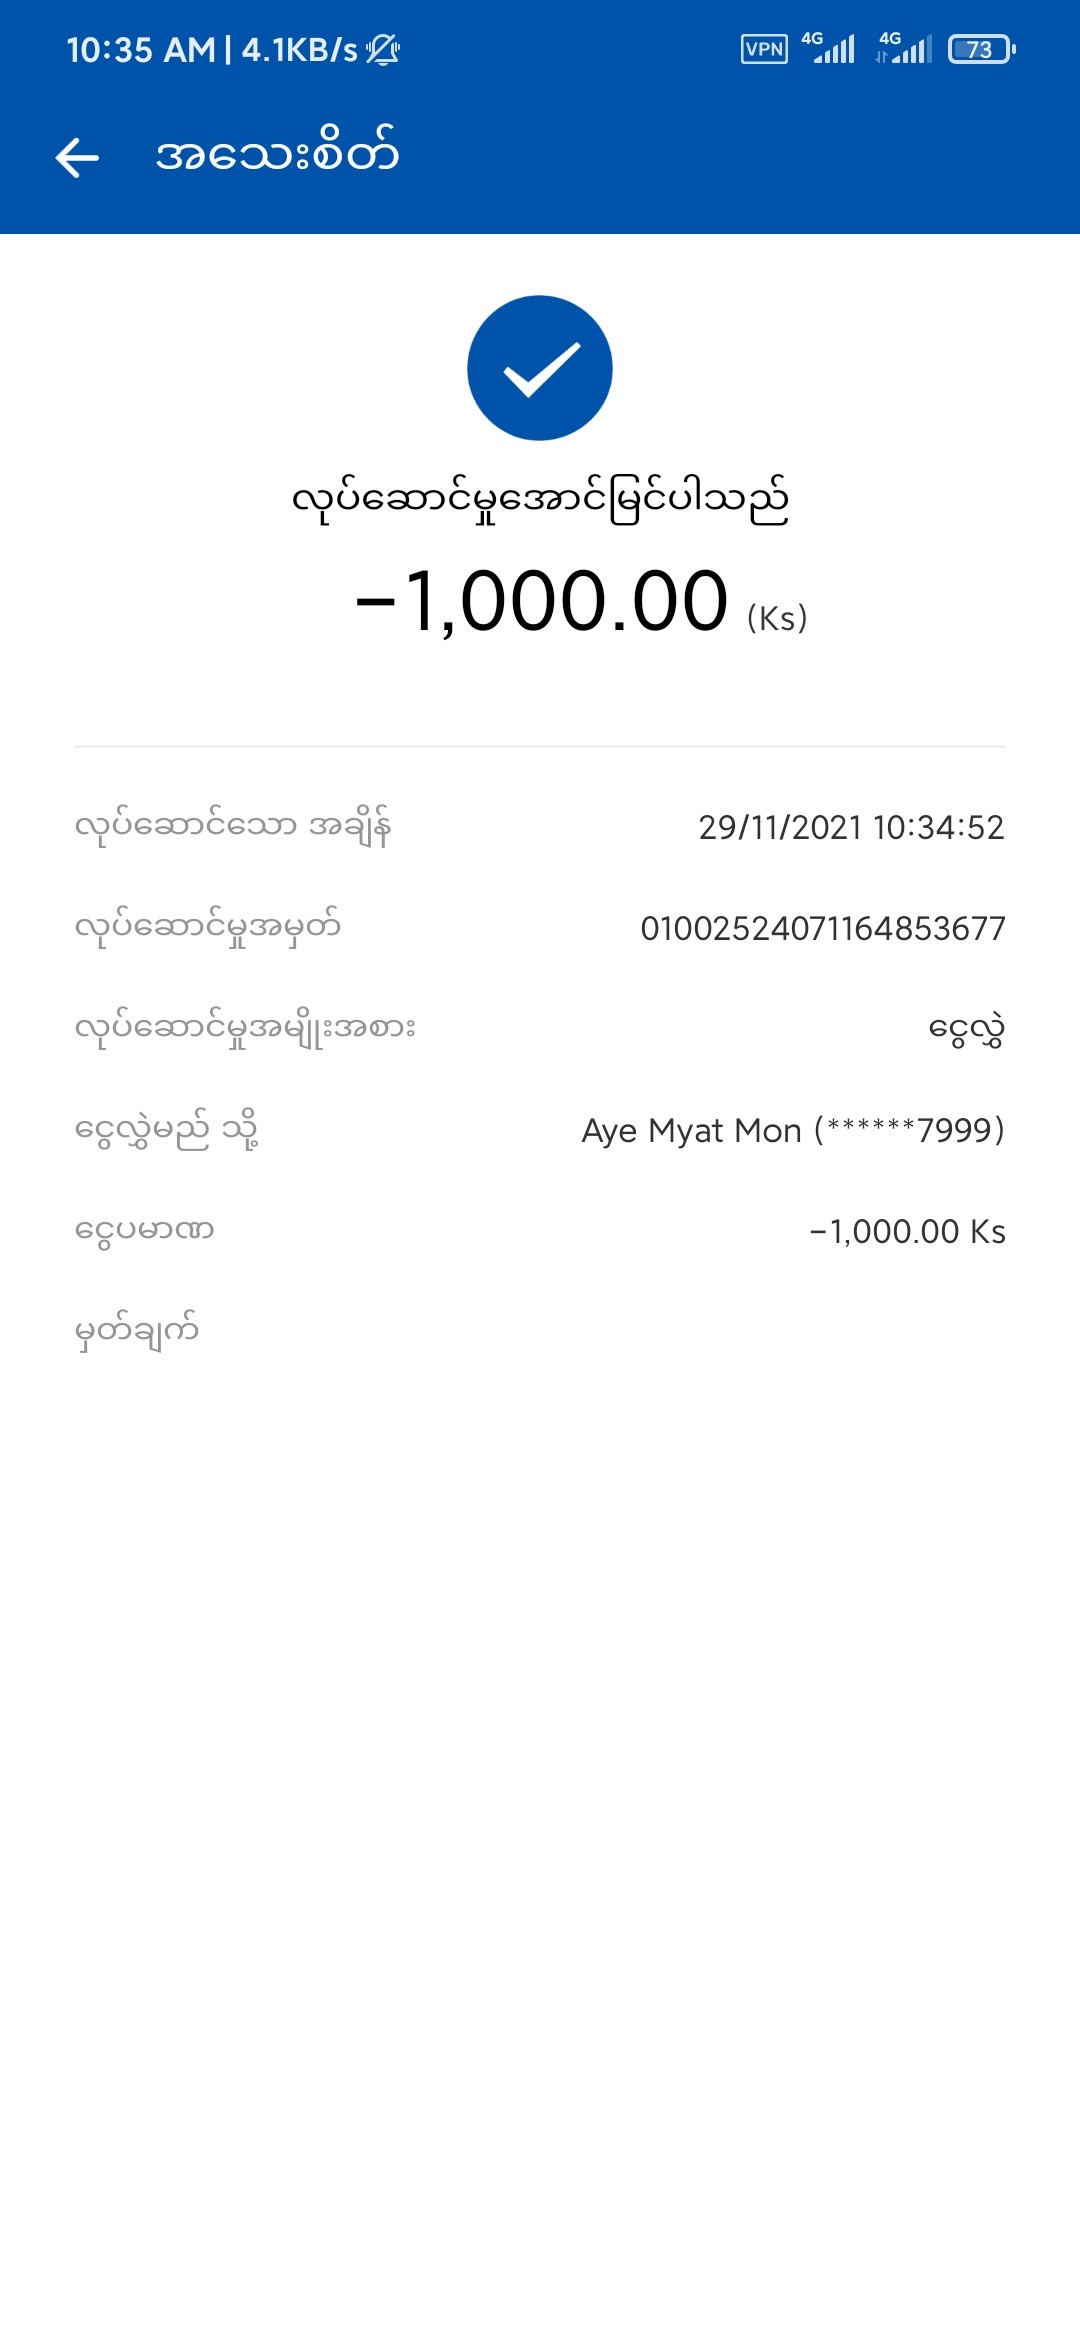 10:35 AM | 4.1KB/s VPN 4G 4G 73
အသေးစိတ်
လုပ်ဆောင်မှုအောင်မြင်ပါသည်
-1,000.00 (Ks)
လုပ်ဆောင်သော အချိန် 29/11/2021 10:34:52
လုပ်ဆောင်မှုအမှတ် 01002524071164853677
လုပ်ဆောင်မှုအမျိုးအစား ငွေလွှဲ
ငွေလွှဲမည် သို့ Aye Myat Mon (******7999)
ငွေပမာဏ -1,000.00 Ks
မှတ်ချက်